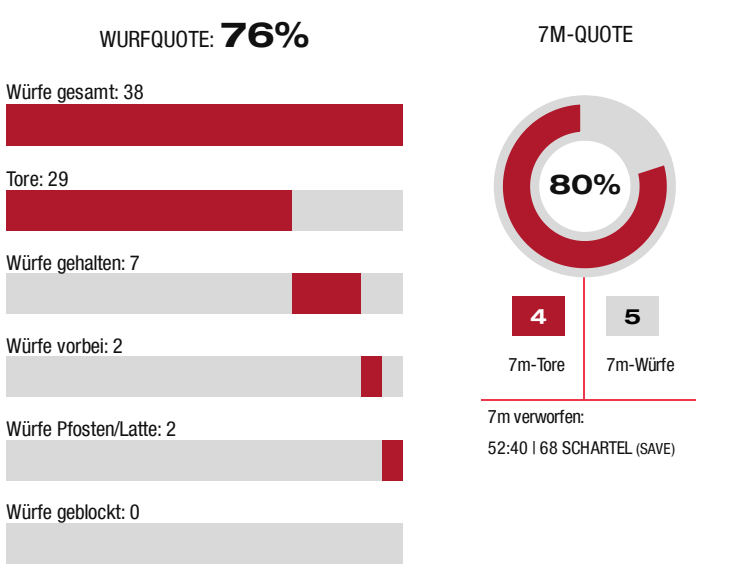 WURFQUOTE: 76%
Würfe gesamt: 38
Tore: 29
Würfe gehalten: 7
Würfe vorbei: 2
Würfe Pfosten/Latte: 2
Würfe geblockt: 0
7M-QUOTE
80%
4 5
7m-Tore 7m-Würfe
7m verworfen:
52:40 | 68 SCHARTEL (SAVE)